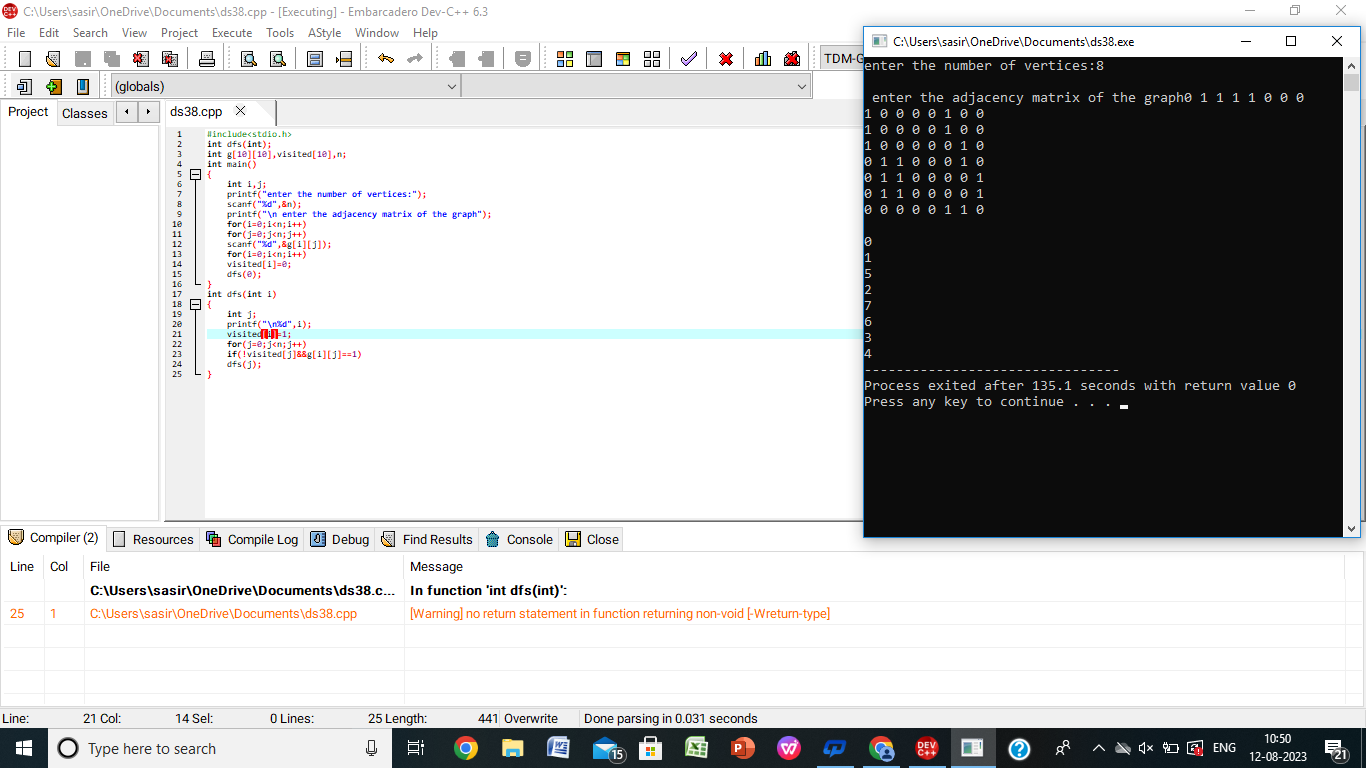 C:\Users\sasir\OneDrive\Documents\ds38.cpp - [Executing] - Embarcadero Dev-C++ 6.3
File Edit Search View Project Execute Tools AStyle Window Help
TDM-G
(globals)
Project Classes
ds38.cpp
1 #include<stdio.h>
2 int dfs(int);
3 int g[10][10],visited[10],n;
4 int main()
5 {
6 int i,j;
7 printf("enter the number of vertices:");
8 scanf("%d",&n);
9 printf("\n enter the adjacency matrix of the graph");
10 for(i=0;i<n;i++)
11 for(j=0;j<n;j++)
12 scanf("%d",&g[i][j]);
13 for(i=0;i<n;i++)
14 visited[i]=0;
15 dfs(0);
16 }
17 int dfs(int i)
18 {
19 int j;
20 printf("\n%d",i);
21 visited[i]=1;
22 for(j=0;j<n;j++)
23 if(!visited[j]&&g[i][j]==1)
24 dfs(j);
25 }
C:\Users\sasir\OneDrive\Documents\ds38.exe
enter the number of vertices:8
enter the adjacency matrix of the graph0 1 1 1 1 0 0 0
1 0 0 0 0 1 0 0
1 0 0 0 0 1 0 0
1 0 0 0 0 0 1 0
0 1 1 0 0 0 1 0
0 1 1 0 0 0 0 1
0 1 1 0 0 0 0 1
0 0 0 0 0 1 1 0
0
1
5
2
7
6
3
4
--------------------------------
Process exited after 135.1 seconds with return value 0
Press any key to continue . . .
Compiler (2) Resources Compile Log Debug Find Results Console Close
Line Col File Message
C:\Users\sasir\OneDrive\Documents\ds38.c... In function 'int dfs(int)':
25 1 C:\Users\sasir\OneDrive\Documents\ds38.cpp [Warning] no return statement in function returning non-void [-Wreturn-type]
Line: 21 Col: 14 Sel: 0 Lines: 25 Length: 441 Overwrite Done parsing in 0.031 seconds
Type here to search
15
ENG
10:50
12-08-2023
21